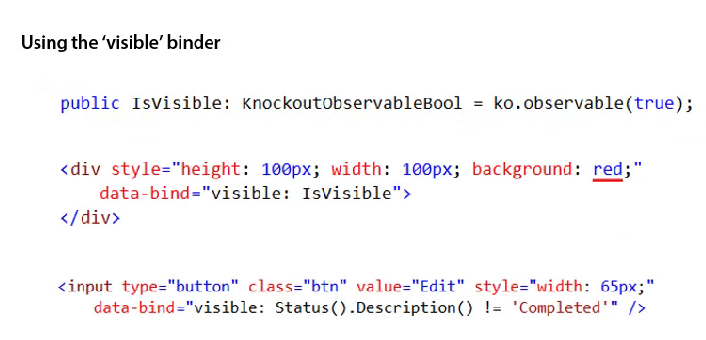 Using the ‘visible’ binder
public IsVisible: KnockoutObservableBool = ko.observable(true);
<div style="height: 100px; width: 100px; background: red;"
data-bind="visible: IsVisible">
</div>
<input type="button" class="btn" value="Edit" style="width: 65px;"
data-bind="visible: Status().Description() != 'Completed'" />